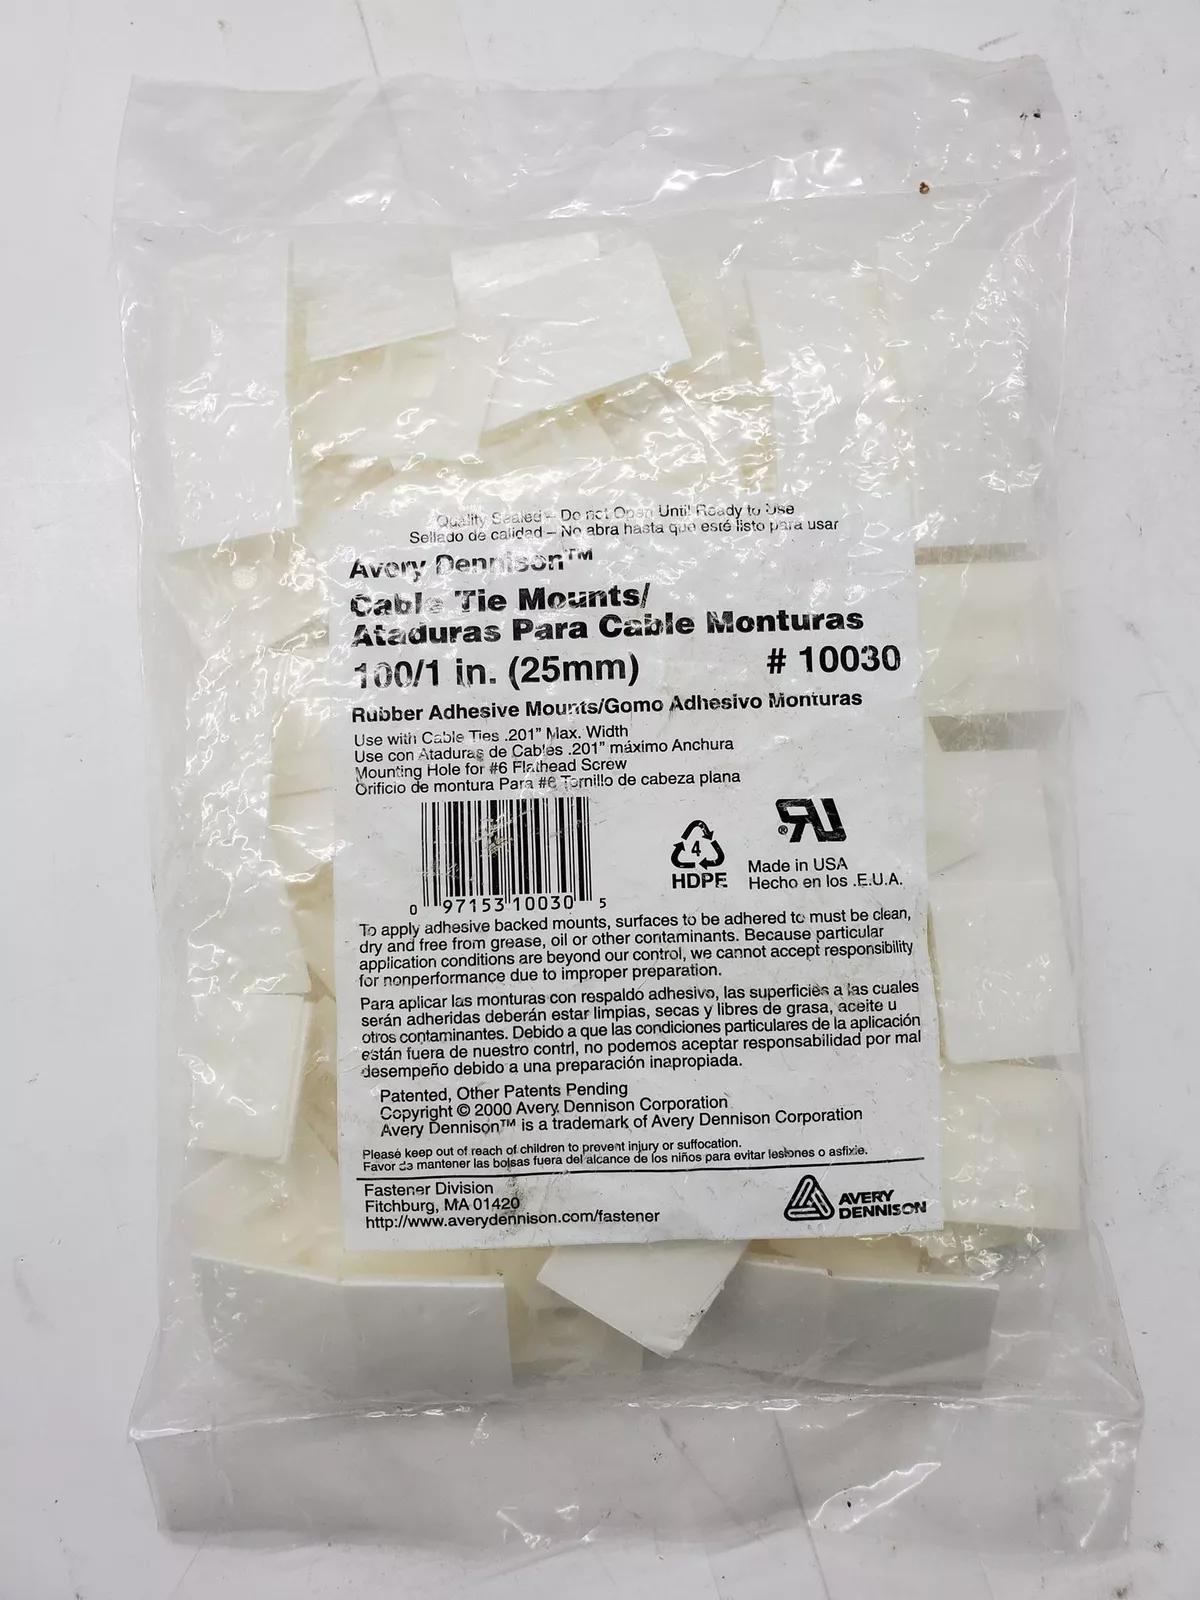 Quality Sealed – Do not Open Until Ready to Use
Sellado de calidad – No abra hasta que esté listo para usar
Avery Dennison™
Cable Tie Mounts/
Ataduras Para Cable Monturas
100/1 in. (25mm) # 10030
Rubber Adhesive Mounts/Gomo Adhesivo Monturas
Use with Cable Ties .201" Max. Width
Use con Ataduras de Cables .201" máximo Anchura
Mounting Hole for #6 Flathead Screw
Orificio de montura Para #6 Tornillo de cabeza plana
0 97153 10030 5
4
HDPE
RU®
Made in USA
Hecho en los .E.U.A.
To apply adhesive backed mounts, surfaces to be adhered to must be clean,
dry and free from grease, oil or other contaminants. Because particular
application conditions are beyond our control, we cannot accept responsibility
for nonperformance due to improper preparation.
Para aplicar las monturas con respaldo adhesivo, las superficies a las cuales
serán adheridas deberán estar limpias, secas y libres de grasa, aceite u
otros contaminantes. Debido a que las condiciones particulares de la aplicación
están fuera de nuestro contrl, no podemos aceptar responsabilidad por mal
desempeño debido a una preparación inapropiada.
Patented, Other Patents Pending
Copyright © 2000 Avery Dennison Corporation
Avery Dennison™ is a trademark of Avery Dennison Corporation
Please keep out of reach of children to prevent injury or suffocation.
Favor de mantener las bolsas fuera del alcance de los niños para evitar lesiones o asfixie.
Fastener Division
Fitchburg, MA 01420
http://www.averydennison.com/fastener
AVERY
DENNISON